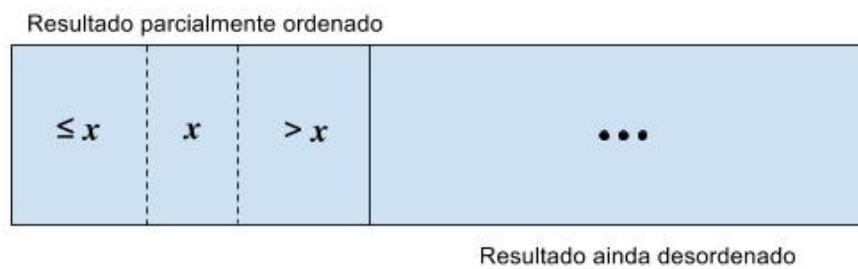 Resultado parcialmente ordenado
≤ x x > x •••
Resultado ainda desordenado